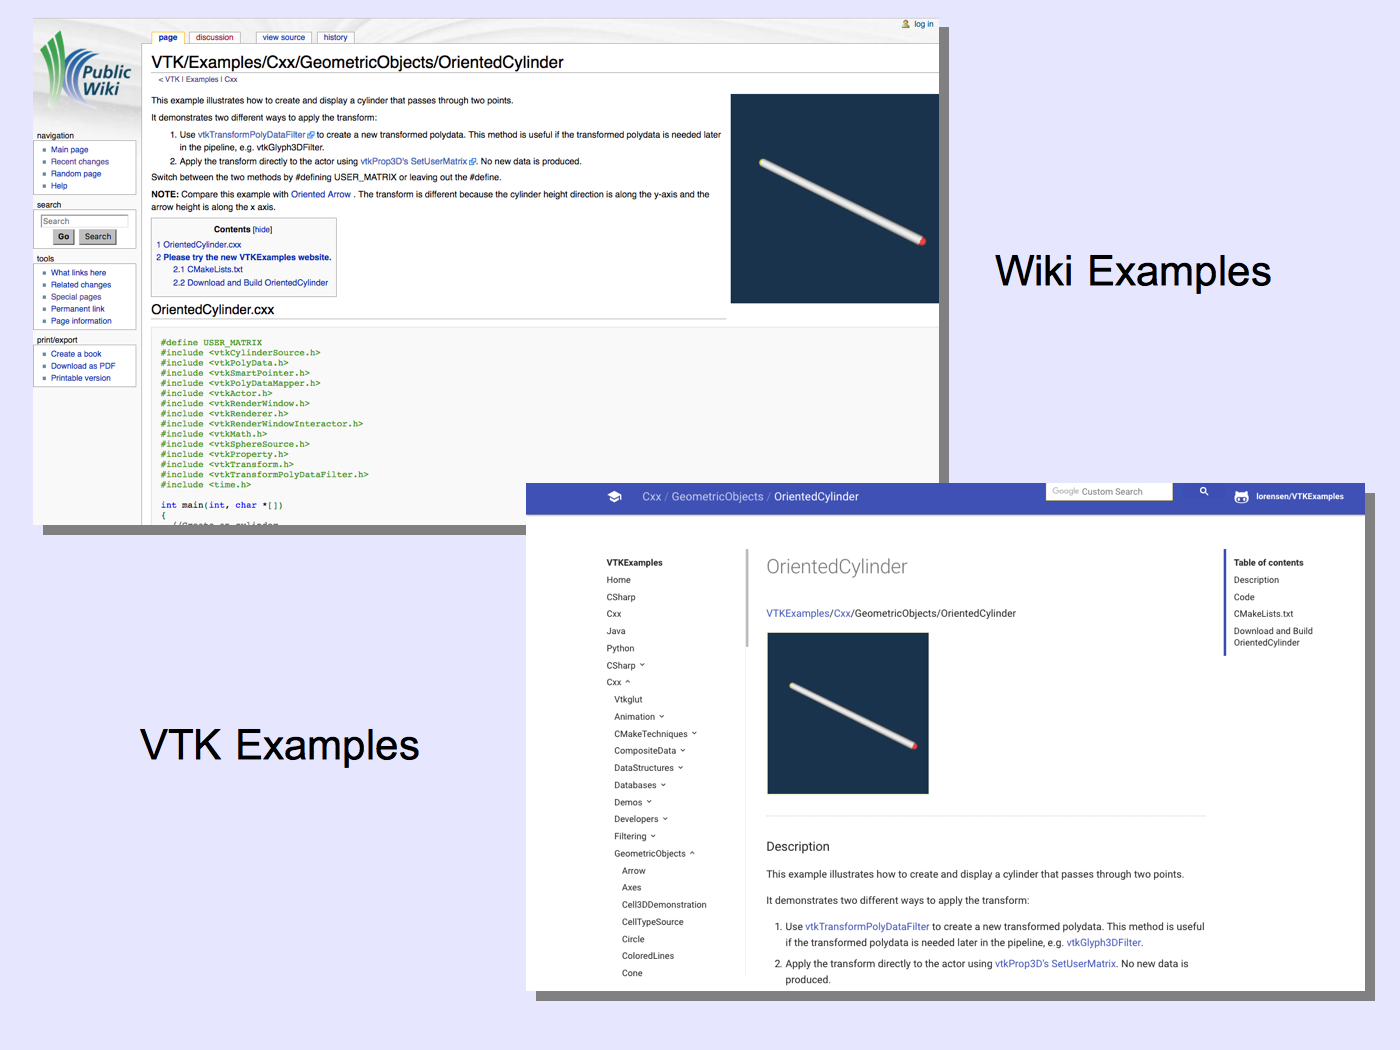 log in
page discussion view source history
Public
Wiki
VTK/Examples/Cxx/GeometricObjects/OrientedCylinder
< VTK | Examples | Cxx
This example illustrates how to create and display a cylinder that passes through two points.
It demonstrates two different ways to apply the transform:
1. Use vtkTransformPolyDataFilter to create a new transformed polydata. This method is useful if the transformed polydata is needed later
in the pipeline, e.g. vtkGlyph3DFilter.
2. Apply the transform directly to the actor using vtkProp3D's SetUserMatrix. No new data is produced.
Switch between the two methods by #defining USER_MATRIX or leaving out the #define.
NOTE: Compare this example with Oriented Arrow . The transform is different because the cylinder height direction is along the y-axis and the
arrow height is along the x axis.
navigation
Main page
Recent changes
Random page
Help
search
Search
Go Search
tools
What links here
Related changes
Special pages
Permanent link
Page information
print/export
Create a book
Download as PDF
Printable version
Contents [hide]
1 OrientedCylinder.cxx
2 Please try the new VTKExamples website.
2.1 CMakeLists.txt
2.2 Download and Build OrientedCylinder
OrientedCylinder.cxx
#define USER_MATRIX
#include <vtkCylinderSource.h>
#include <vtkPolyData.h>
#include <vtkSmartPointer.h>
#include <vtkPolyDataMapper.h>
#include <vtkActor.h>
#include <vtkRenderWindow.h>
#include <vtkRenderer.h>
#include <vtkRenderWindowInteractor.h>
#include <vtkMath.h>
#include <vtkSphereSource.h>
#include <vtkProperty.h>
#include <vtkTransform.h>
#include <vtkTransformPolyDataFilter.h>
#include <time.h>
int main(int, char *[])
{
Wiki Examples
VTK Examples
Cxx / GeometricObjects / OrientedCylinder
Google Custom Search
lorensen/VTKExamples
VTKExamples
Home
CSharp
Cxx
Java
Python
CSharp
Cxx
Vtkglut
Animation
CMakeTechniques
CompositeData
DataStructures
Databases
Demos
Developers
Filtering
GeometricObjects
Arrow
Axes
Cell3DDemonstration
CellTypeSource
Circle
ColoredLines
Cone
OrientedCylinder
VTKExamples/Cxx/GeometricObjects/OrientedCylinder
Description
This example illustrates how to create and display a cylinder that passes through two points.
It demonstrates two different ways to apply the transform:
1. Use vtkTransformPolyDataFilter to create a new transformed polydata. This method is useful
if the transformed polydata is needed later in the pipeline, e.g. vtkGlyph3DFilter.
2. Apply the transform directly to the actor using vtkProp3D's SetUserMatrix. No new data is
produced.
Table of contents
Description
Code
CMakeLists.txt
Download and Build
OrientedCylinder